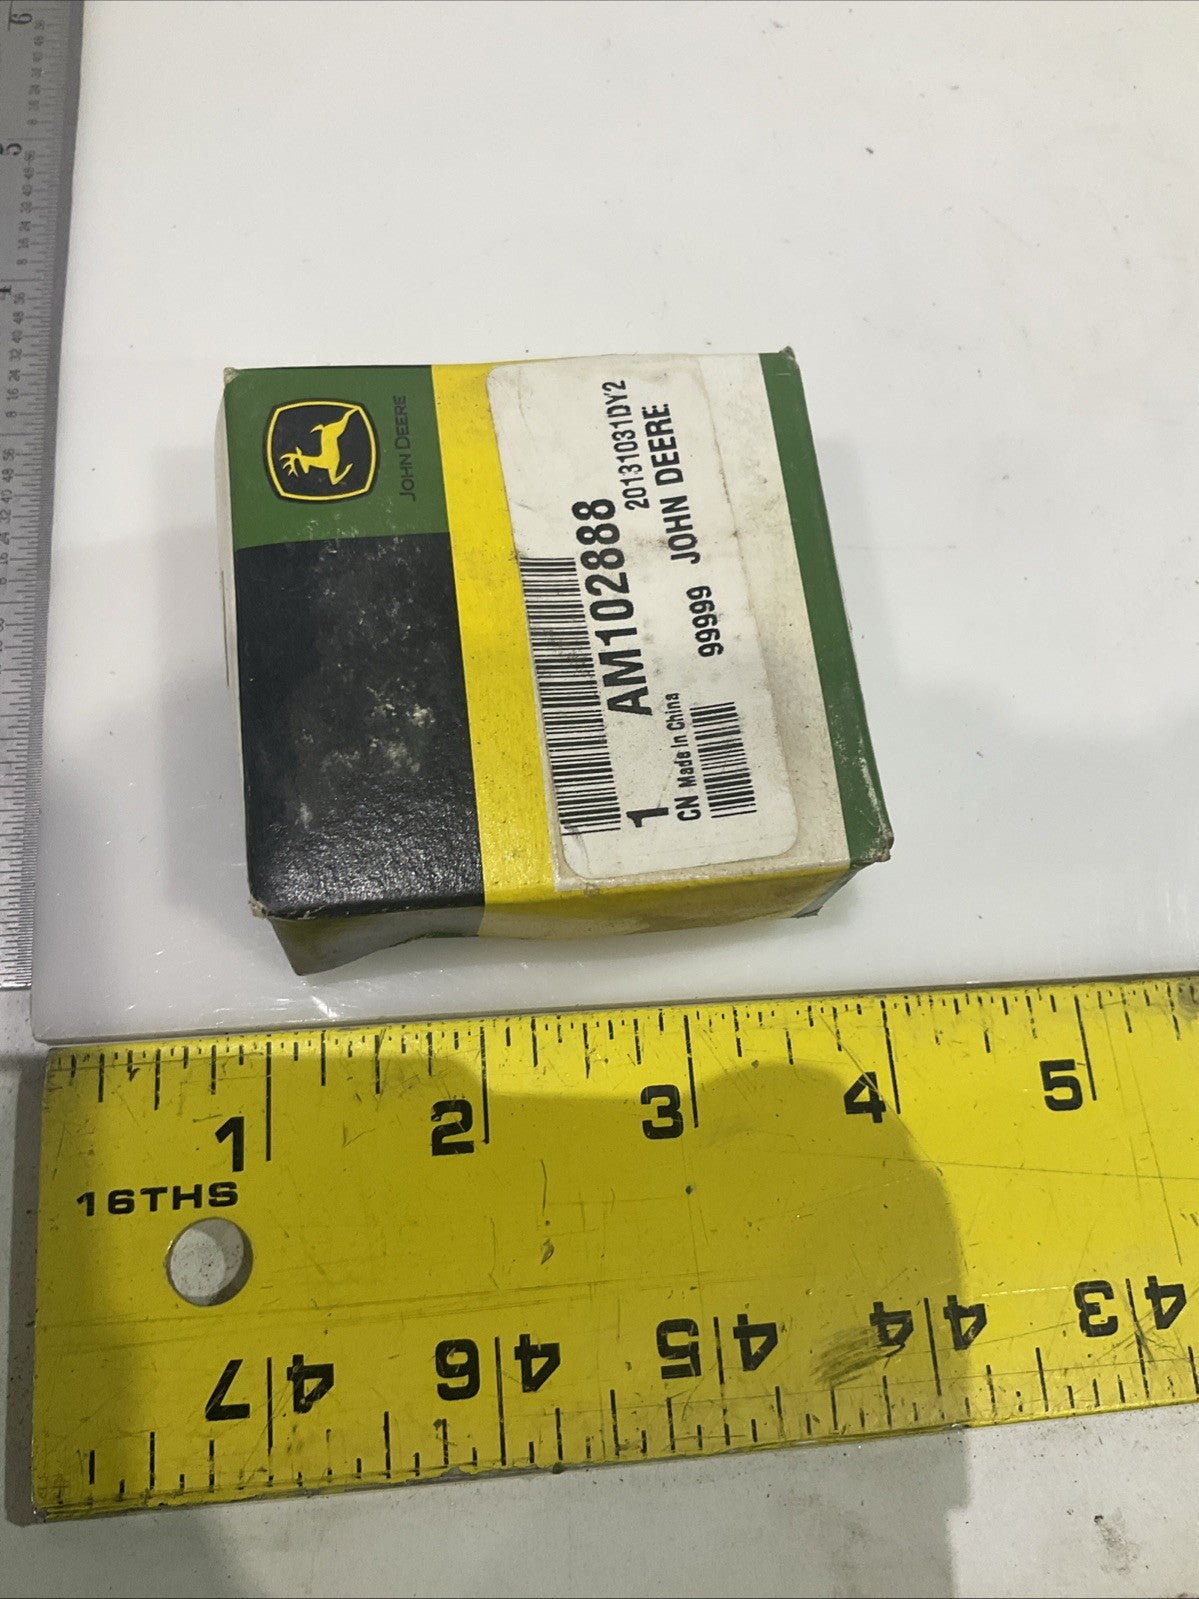 JOHN DEERE
AM102888
20131031DY2
1
CN Made In China
99999 JOHN DEERE
1 2 3 4 5
16THS
47 46 45 44 43
6
5
4